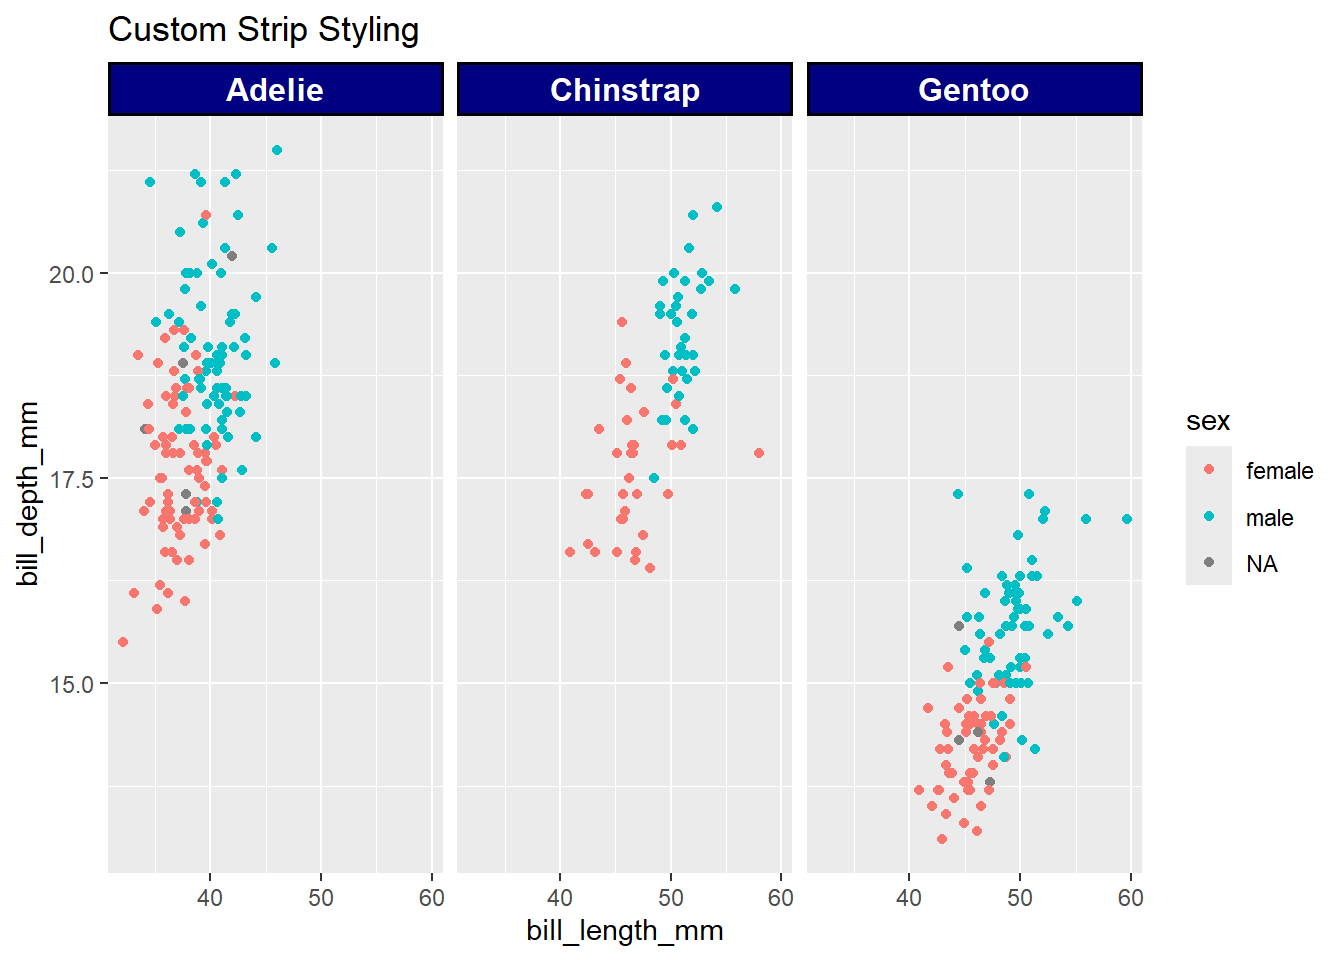 Custom Strip Styling
Adelie Chinstrap Gentoo
20.0
17.5
15.0
bill_depth_mm
40 50 60 40 50 60 40 50 60
bill_length_mm
sex
female
male
NA